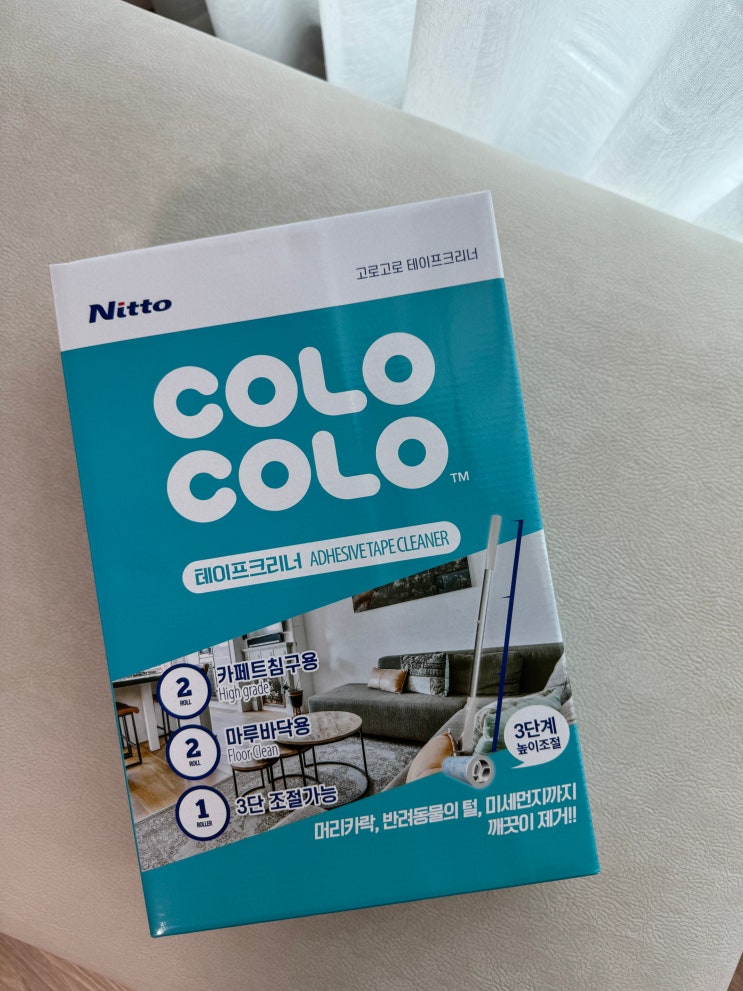 고로고로 테이프크리너
Nitto
COLO
COLO
TM
테이프크리너 ADHESIVE TAPE CLEANER
2
ROLL
카페트침구용
High grade
2
ROLL
마루바닥용
Floor Clean
1
ROLLER
3단 조절가능
3단계
높이조절
머리카락, 반려동물의 털, 미세먼지까지
깨끗이 제거!!